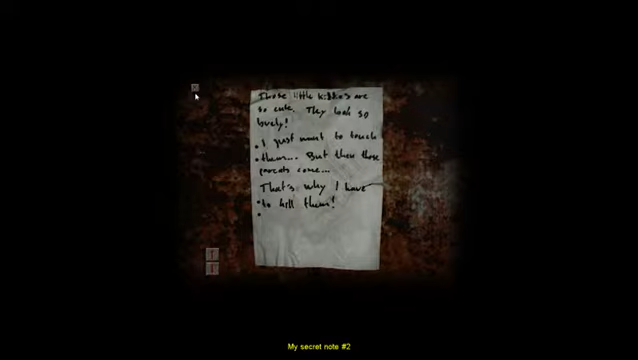 Those little kiddos are
so cute. They look so
lovely!
I just want to touch
them... But then those
parents come...
That's why I have
to kill them!
My secret note #2